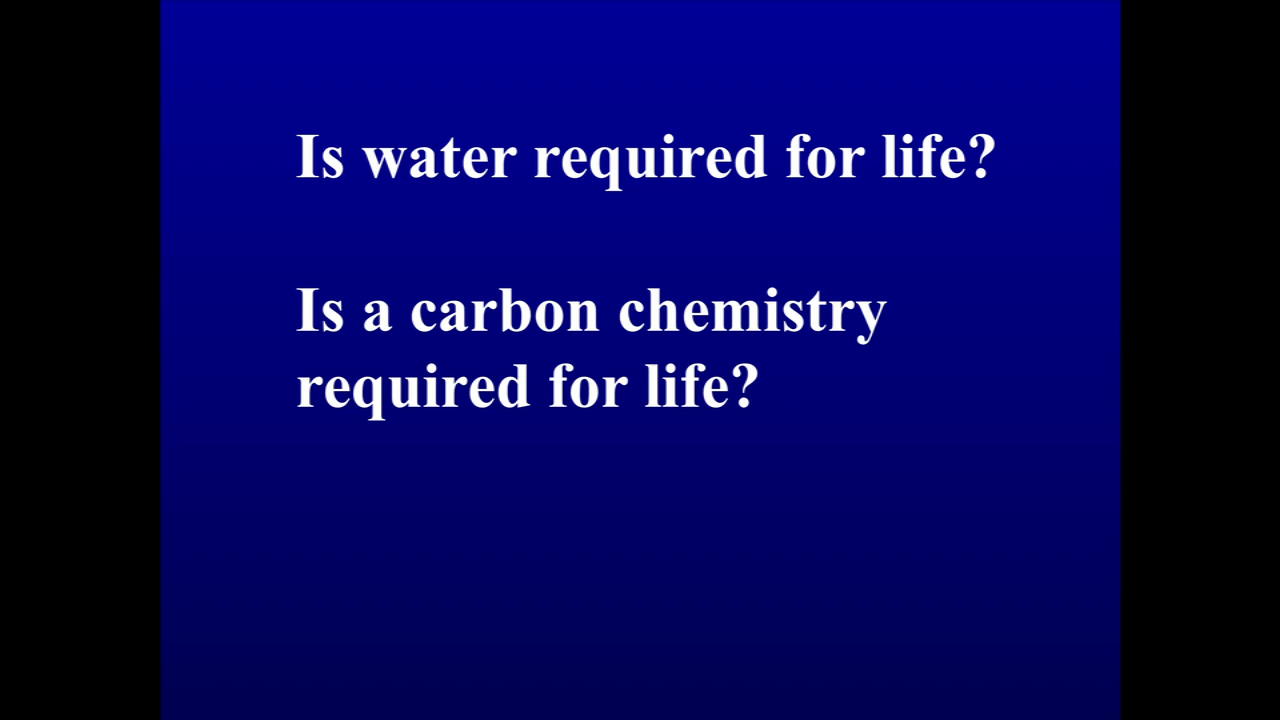 Is water required for life?
Is a carbon chemistry
required for life?